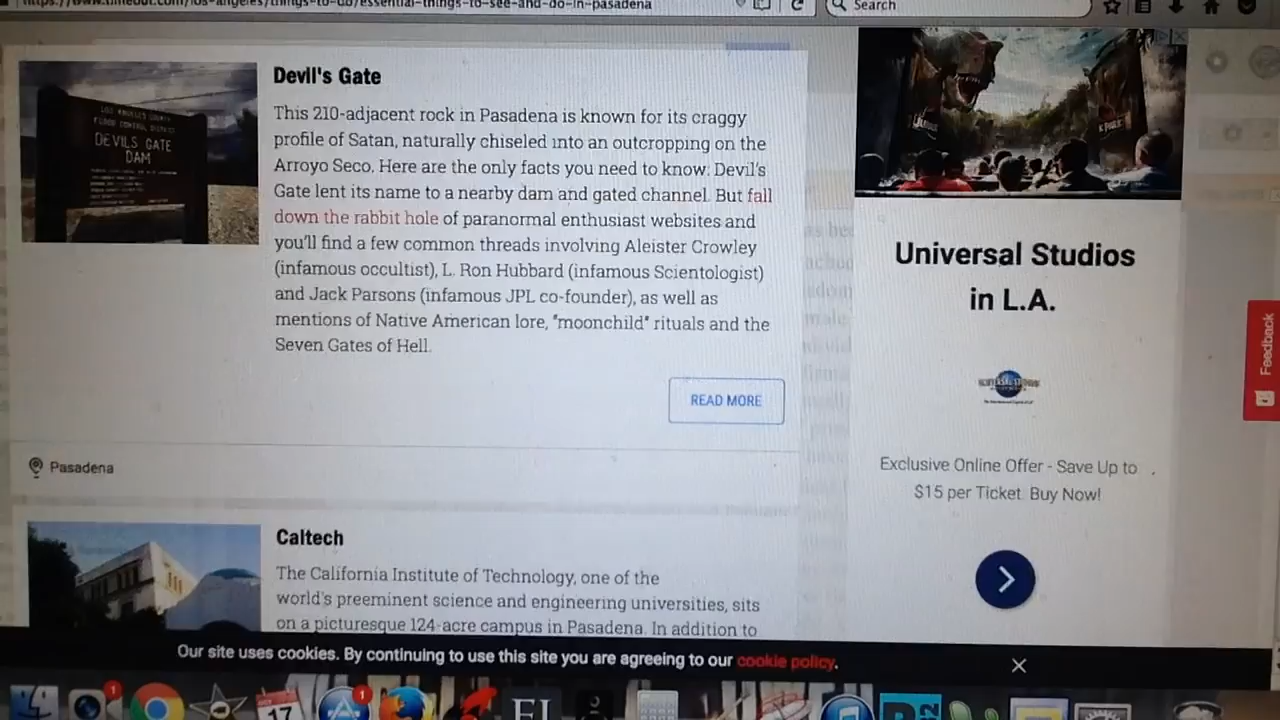 https://www.timeout.com/los-angeles/things-to-do/essential-things-to-see-and-do-in-pasadena
Search
Devil's Gate
This 210-adjacent rock in Pasadena is known for its craggy
profile of Satan, naturally chiseled into an outcropping on the
Arroyo Seco. Here are the only facts you need to know: Devil's
Gate lent its name to a nearby dam and gated channel. But fall
down the rabbit hole of paranormal enthusiast websites and
you'll find a few common threads involving Aleister Crowley
(infamous occultist), L. Ron Hubbard (infamous Scientologist)
and Jack Parsons (infamous JPL co-founder), as well as
mentions of Native American lore, "moonchild" rituals and the
Seven Gates of Hell.
READ MORE
Pasadena
LOS ANGELES COUNTY
FLOOD CONTROL DISTRICT
DEVILS GATE
DAM
Caltech
The California Institute of Technology, one of the
world's preeminent science and engineering universities, sits
on a picturesque 124-acre campus in Pasadena. In addition to
Universal Studios
in L.A.
Exclusive Online Offer - Save Up to
$15 per Ticket. Buy Now!
Feedback
Our site uses cookies. By continuing to use this site you are agreeing to our cookie policy.
1
17
1